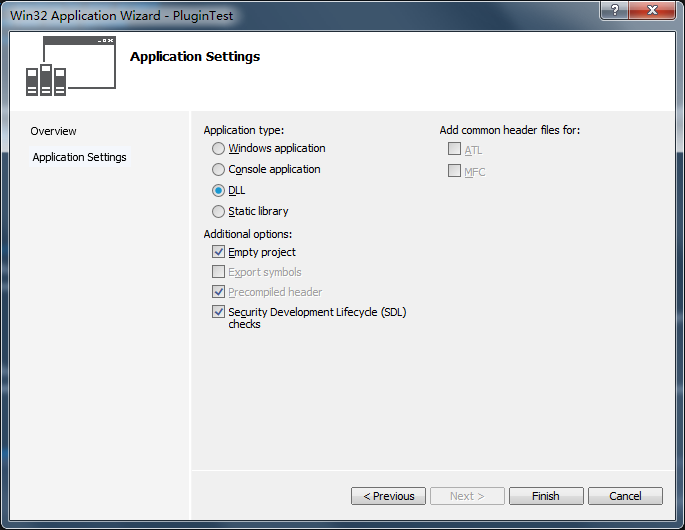 Win32 Application Wizard - PluginTest
Application Settings
Overview
Application Settings
Application type:
Windows application
Console application
DLL
Static library
Additional options:
Empty project
Export symbols
Precompiled header
Security Development Lifecycle (SDL)
checks
Add common header files for:
ATL
MFC
< Previous
Next >
Finish
Cancel